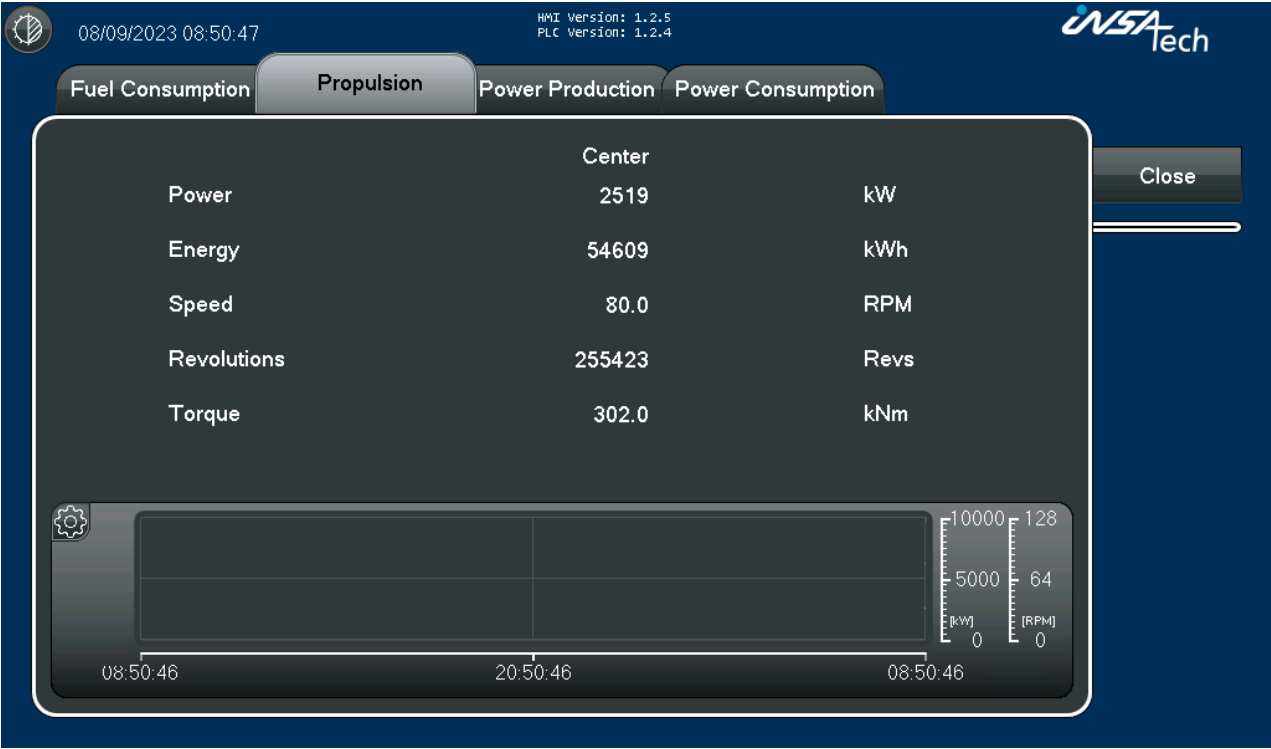 08/09/2023 08:50:47
HMI Version: 1.2.5
PLC Version: 1.2.4
iNSATech
Fuel Consumption Propulsion Power Production Power Consumption
Close
Center
Power 2519 kW
Energy 54609 kWh
Speed 80.0 RPM
Revolutions 255423 Revs
Torque 302.0 kNm
10000 128
5000 64
[kW] [RPM]
0 0
08:50:46 20:50:46 08:50:46